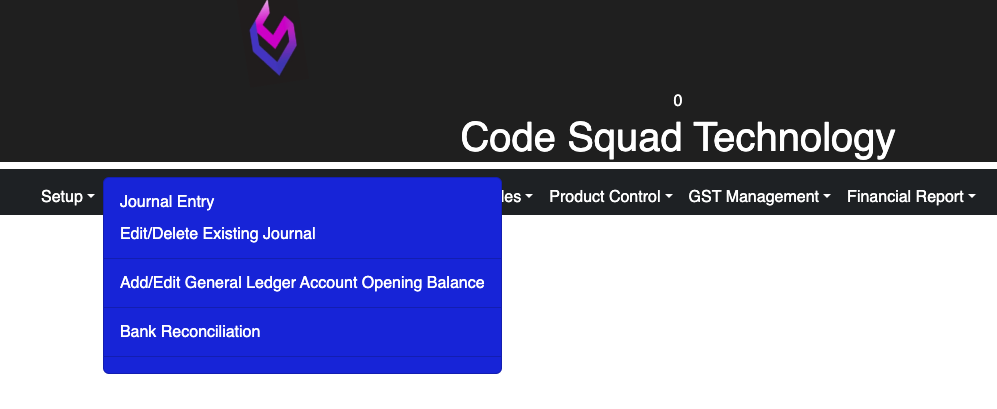 0
Code Squad Technology
Setup
les Product Control GST Management Financial Report
Journal Entry
Edit/Delete Existing Journal
Add/Edit General Ledger Account Opening Balance
Bank Reconciliation